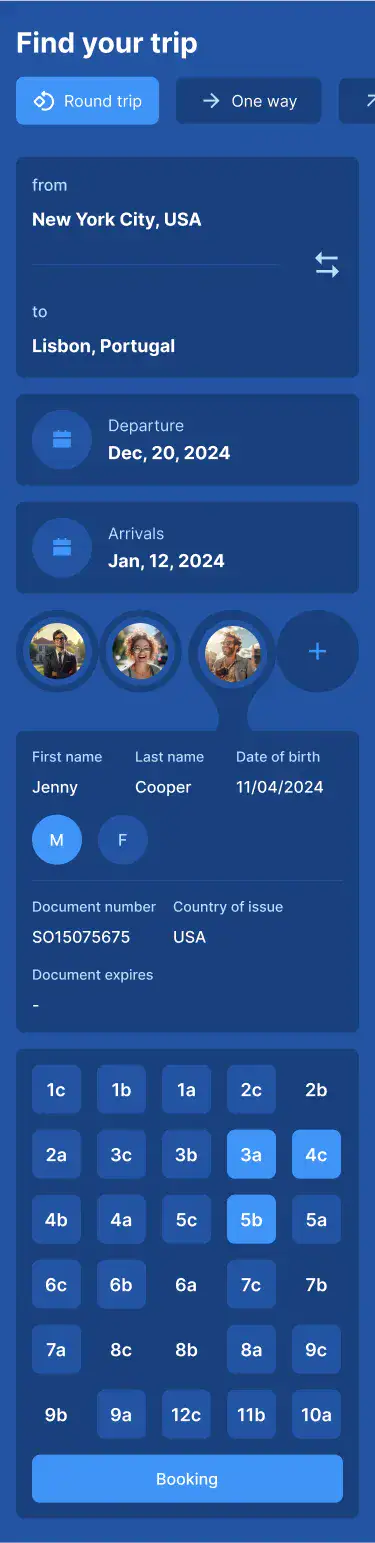 Find your trip
Round trip One way
from
New York City, USA
to
Lisbon, Portugal
Departure
Dec, 20, 2024
Arrivals
Jan, 12, 2024
First name Last name Date of birth
Jenny Cooper 11/04/2024
M F
Document number Country of issue
SO15075675 USA
Document expires
-
1c 1b 1a 2c 2b
2a 3c 3b 3a 4c
4b 4a 5c 5b 5a
6c 6b 6a 7c 7b
7a 8c 8b 8a 9c
9b 9a 12c 11b 10a
Booking